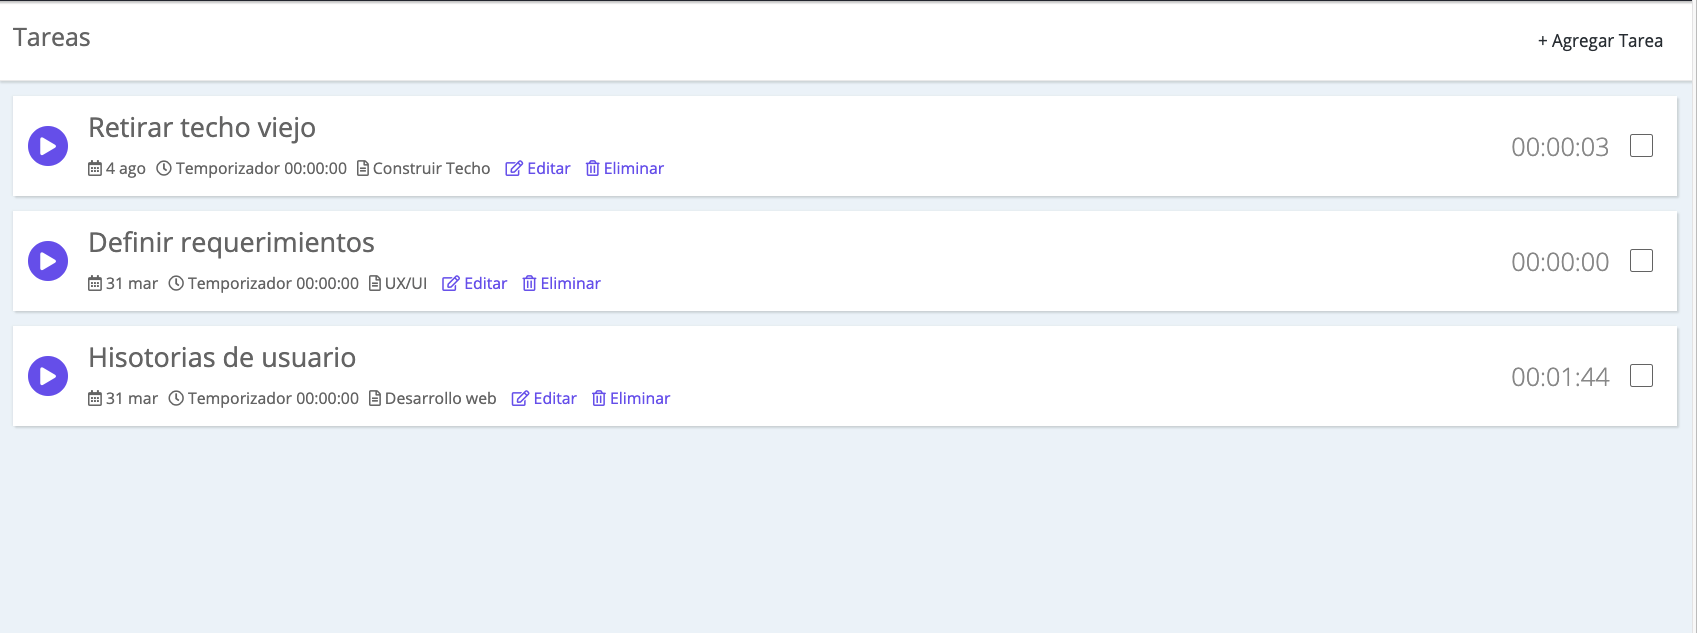 Tareas
+ Agregar Tarea
Retirar techo viejo
4 ago Temporizador 00:00:00 Construir Techo Editar Eliminar
00:00:03
Definir requerimientos
31 mar Temporizador 00:00:00 UX/UI Editar Eliminar
00:00:00
Hisotorias de usuario
31 mar Temporizador 00:00:00 Desarrollo web Editar Eliminar
00:01:44